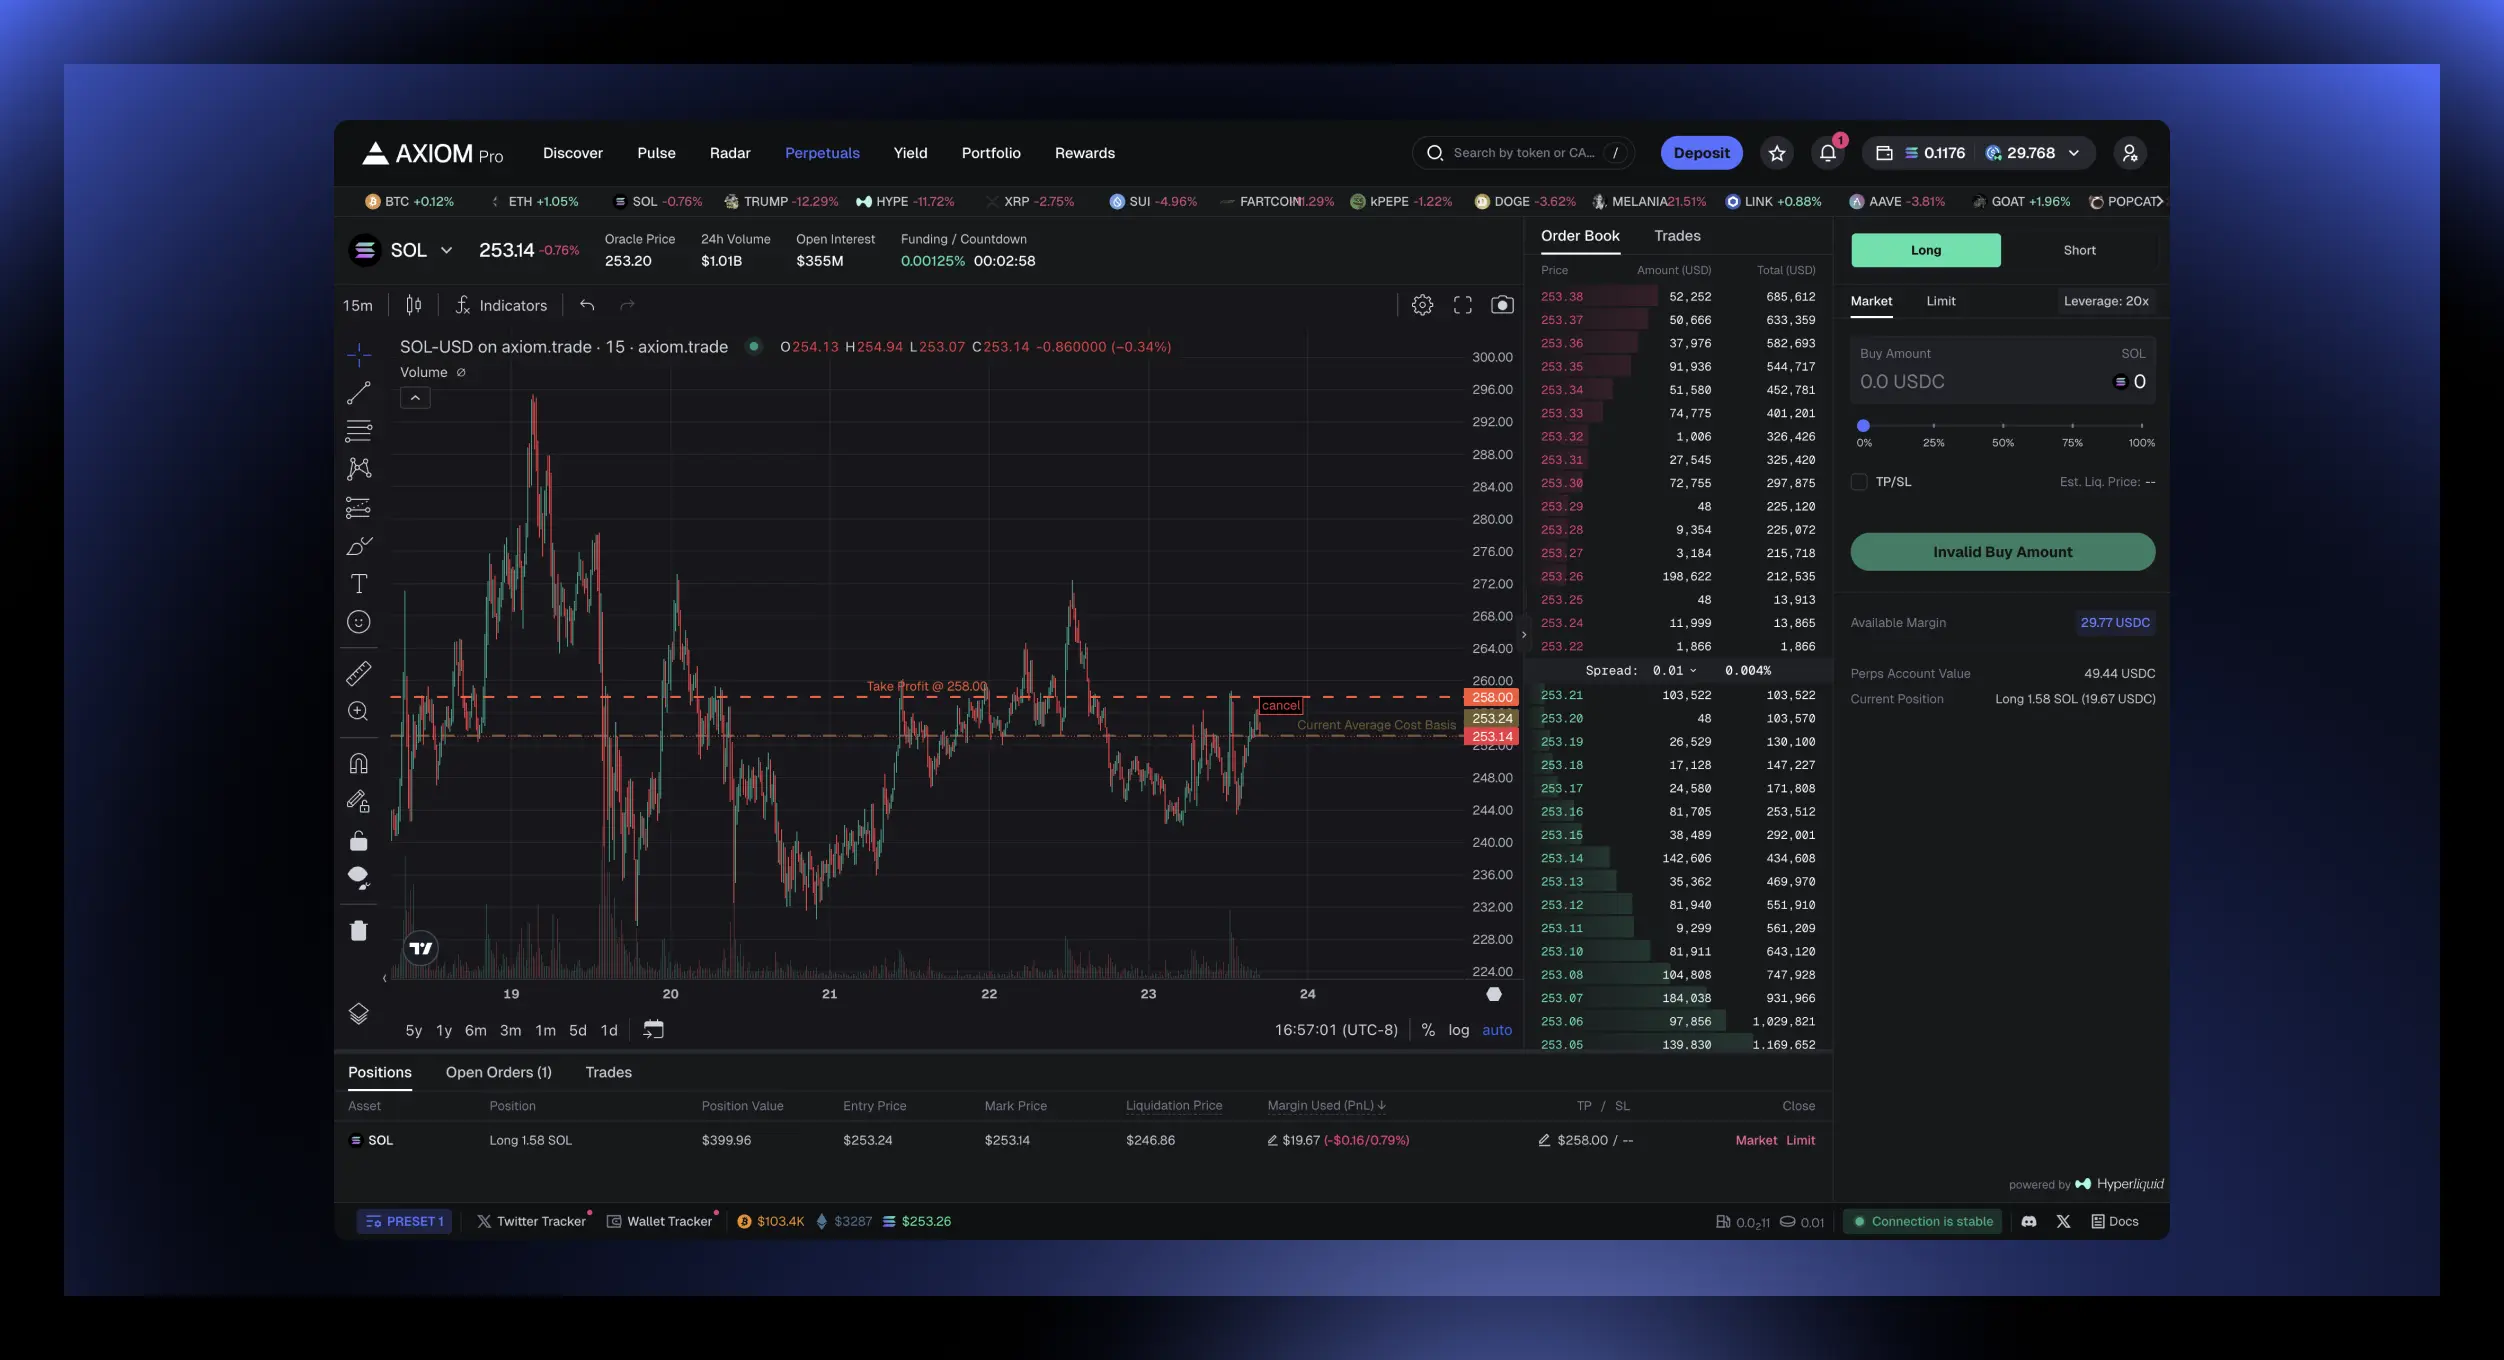 AXIOM Pro Discover Pulse Radar Perpetuals Yield Portfolio Rewards Search by token or CA... / Deposit 1 0.1176 29.768
BTC +0.12% ETH +1.05% SOL -0.76% TRUMP -12.29% HYPE -11.72% XRP -2.75% SUI -4.96% FARTCOIN 1.29% kPEPE -1.22% DOGE -3.62% MELANIA 21.51% LINK +0.88% AAVE -3.81% GOAT +1.96% POPCAT
SOL 253.14 -0.76%
Oracle Price 24h Volume Open Interest Funding / Countdown
253.20 $1.01B $355M 0.00125% 00:02:58
15m Indicators
SOL-USD on axiom.trade · 15 · axiom.trade O254.13 H254.94 L253.07 C253.14 -0.860000 (−0.34%)
Volume ∅
300.00
296.00
292.00
288.00
284.00
280.00
276.00
272.00
268.00
264.00
260.00
Take Profit @ 258.00
258.00
cancel
Current Average Cost Basis
253.24
253.14
252.00
248.00
244.00
240.00
236.00
232.00
228.00
224.00
19 20 21 22 23 24
5y 1y 6m 3m 1m 5d 1d 16:57:01 (UTC-8) % log auto
Order Book Trades
Price Amount (USD) Total (USD)
253.38 52,252 685,612
253.37 50,666 633,359
253.36 37,976 582,693
253.35 91,936 544,717
253.34 51,580 452,781
253.33 74,775 401,201
253.32 1,006 326,426
253.31 27,545 325,420
253.30 72,755 297,875
253.29 48 225,120
253.28 9,354 225,072
253.27 3,184 215,718
253.26 198,622 212,535
253.25 48 13,913
253.24 11,999 13,865
253.22 1,866 1,866
Spread: 0.01 0.004%
253.21 103,522 103,522
253.20 48 103,570
253.19 26,529 130,100
253.18 17,128 147,227
253.17 24,580 171,808
253.16 81,705 253,512
253.15 38,489 292,001
253.14 142,606 434,608
253.13 35,362 469,970
253.12 81,940 551,910
253.11 9,299 561,209
253.10 81,911 643,120
253.08 104,808 747,928
253.07 184,038 931,966
253.06 97,856 1,029,821
253.05 139,830 1,169,652
Long Short
Market Limit Leverage: 20x
Buy Amount SOL
0.0 USDC 0
0% 25% 50% 75% 100%
TP/SL Est. Liq. Price: --
Invalid Buy Amount
Available Margin 29.77 USDC
Perps Account Value 49.44 USDC
Current Position Long 1.58 SOL (19.67 USDC)
powered by Hyperliquid
Positions Open Orders (1) Trades
Asset Position Position Value Entry Price Mark Price Liquidation Price Margin Used (PnL) ↓ TP / SL Close
SOL Long 1.58 SOL $399.96 $253.24 $253.14 $246.86 $19.67 (-$0.16/0.79%) $258.00 / -- Market Limit
PRESET 1 Twitter Tracker Wallet Tracker $103.4K $3287 $253.26 0.0₂11 0.01 Connection is stable Docs